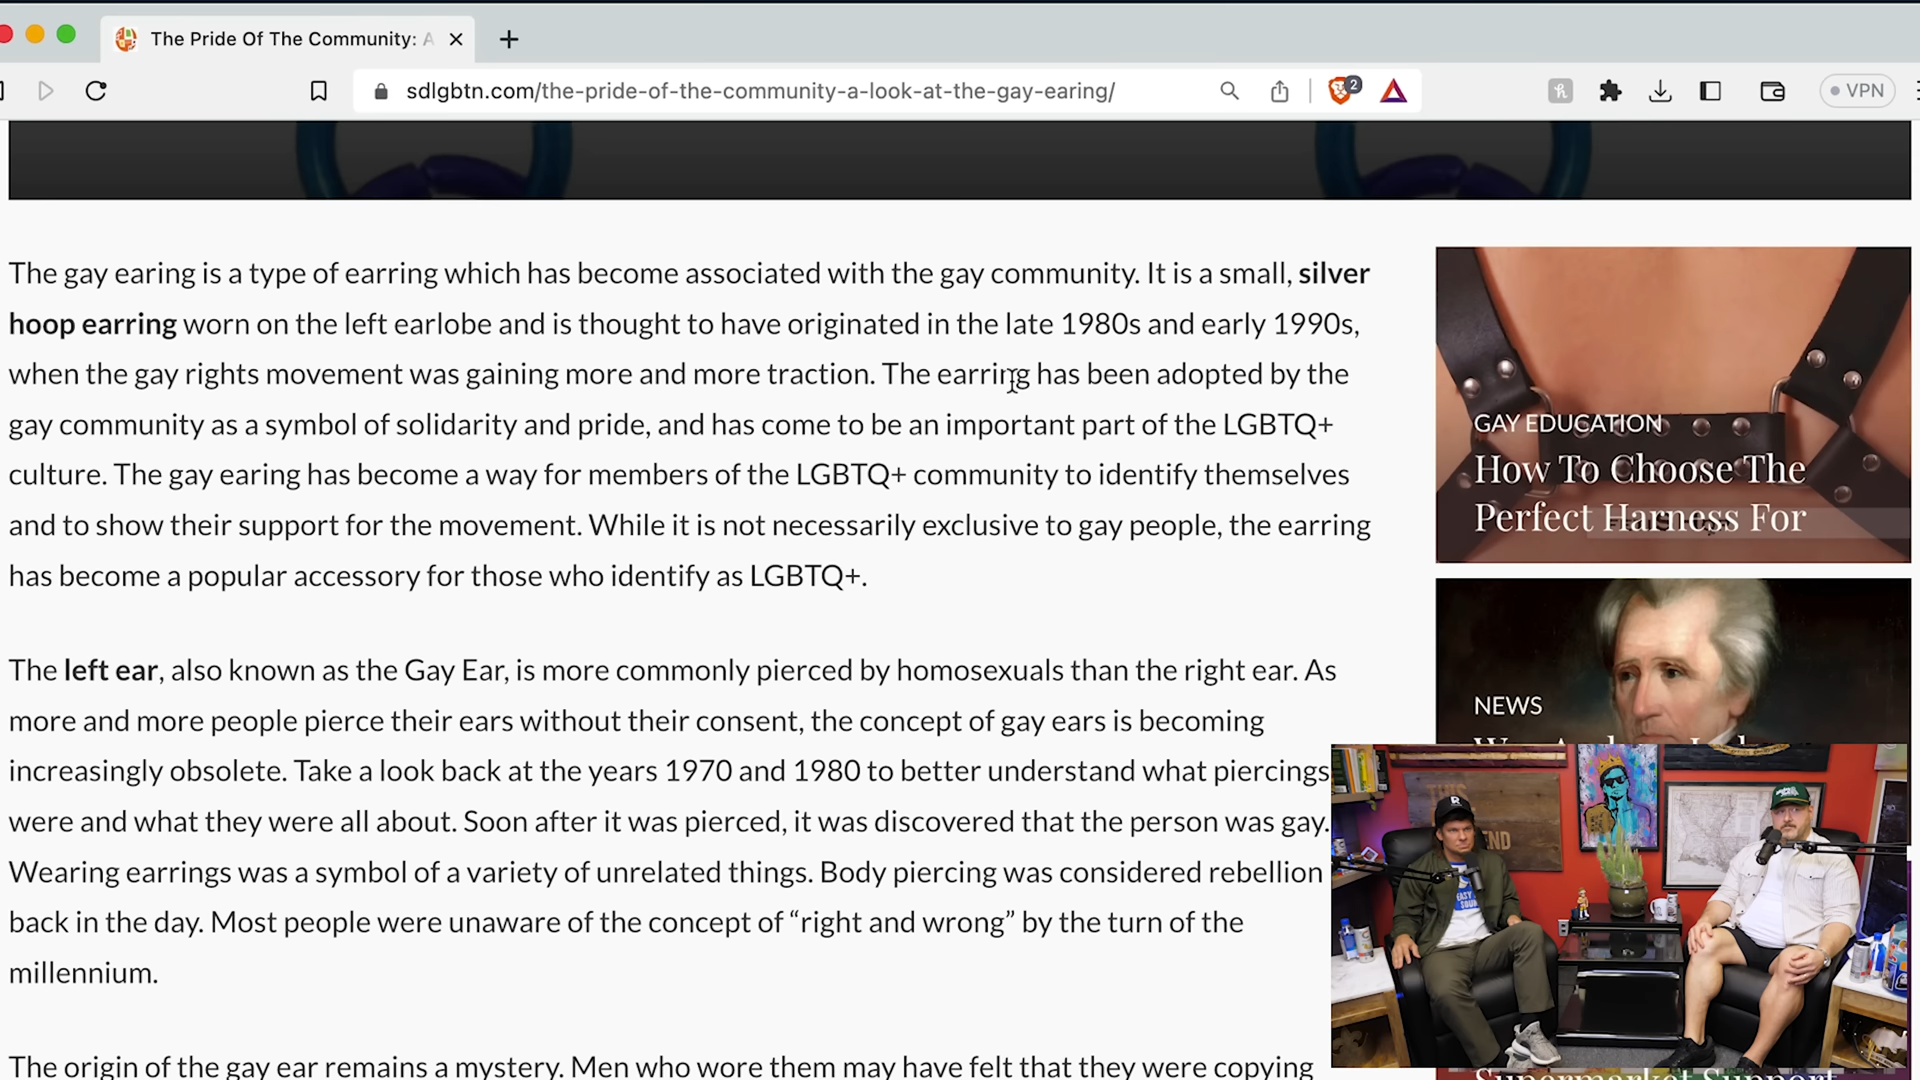 The Pride Of The Community: A
sdlgbtn.com/the-pride-of-the-community-a-look-at-the-gay-earing/
2
VPN
The gay earing is a type of earring which has become associated with the gay community. It is a small, silver
hoop earring worn on the left earlobe and is thought to have originated in the late 1980s and early 1990s,
when the gay rights movement was gaining more and more traction. The earring has been adopted by the
gay community as a symbol of solidarity and pride, and has come to be an important part of the LGBTQ+
culture. The gay earing has become a way for members of the LGBTQ+ community to identify themselves
and to show their support for the movement. While it is not necessarily exclusive to gay people, the earring
has become a popular accessory for those who identify as LGBTQ+.
The left ear, also known as the Gay Ear, is more commonly pierced by homosexuals than the right ear. As
more and more people pierce their ears without their consent, the concept of gay ears is becoming
increasingly obsolete. Take a look back at the years 1970 and 1980 to better understand what piercings
were and what they were all about. Soon after it was pierced, it was discovered that the person was gay.
Wearing earrings was a symbol of a variety of unrelated things. Body piercing was considered rebellion
back in the day. Most people were unaware of the concept of “right and wrong” by the turn of the
millennium.
The origin of the gay ear remains a mystery. Men who wore them may have felt that they were copying
GAY EDUCATION
How To Choose The
Perfect Harness For
NEWS
Supermarket Support